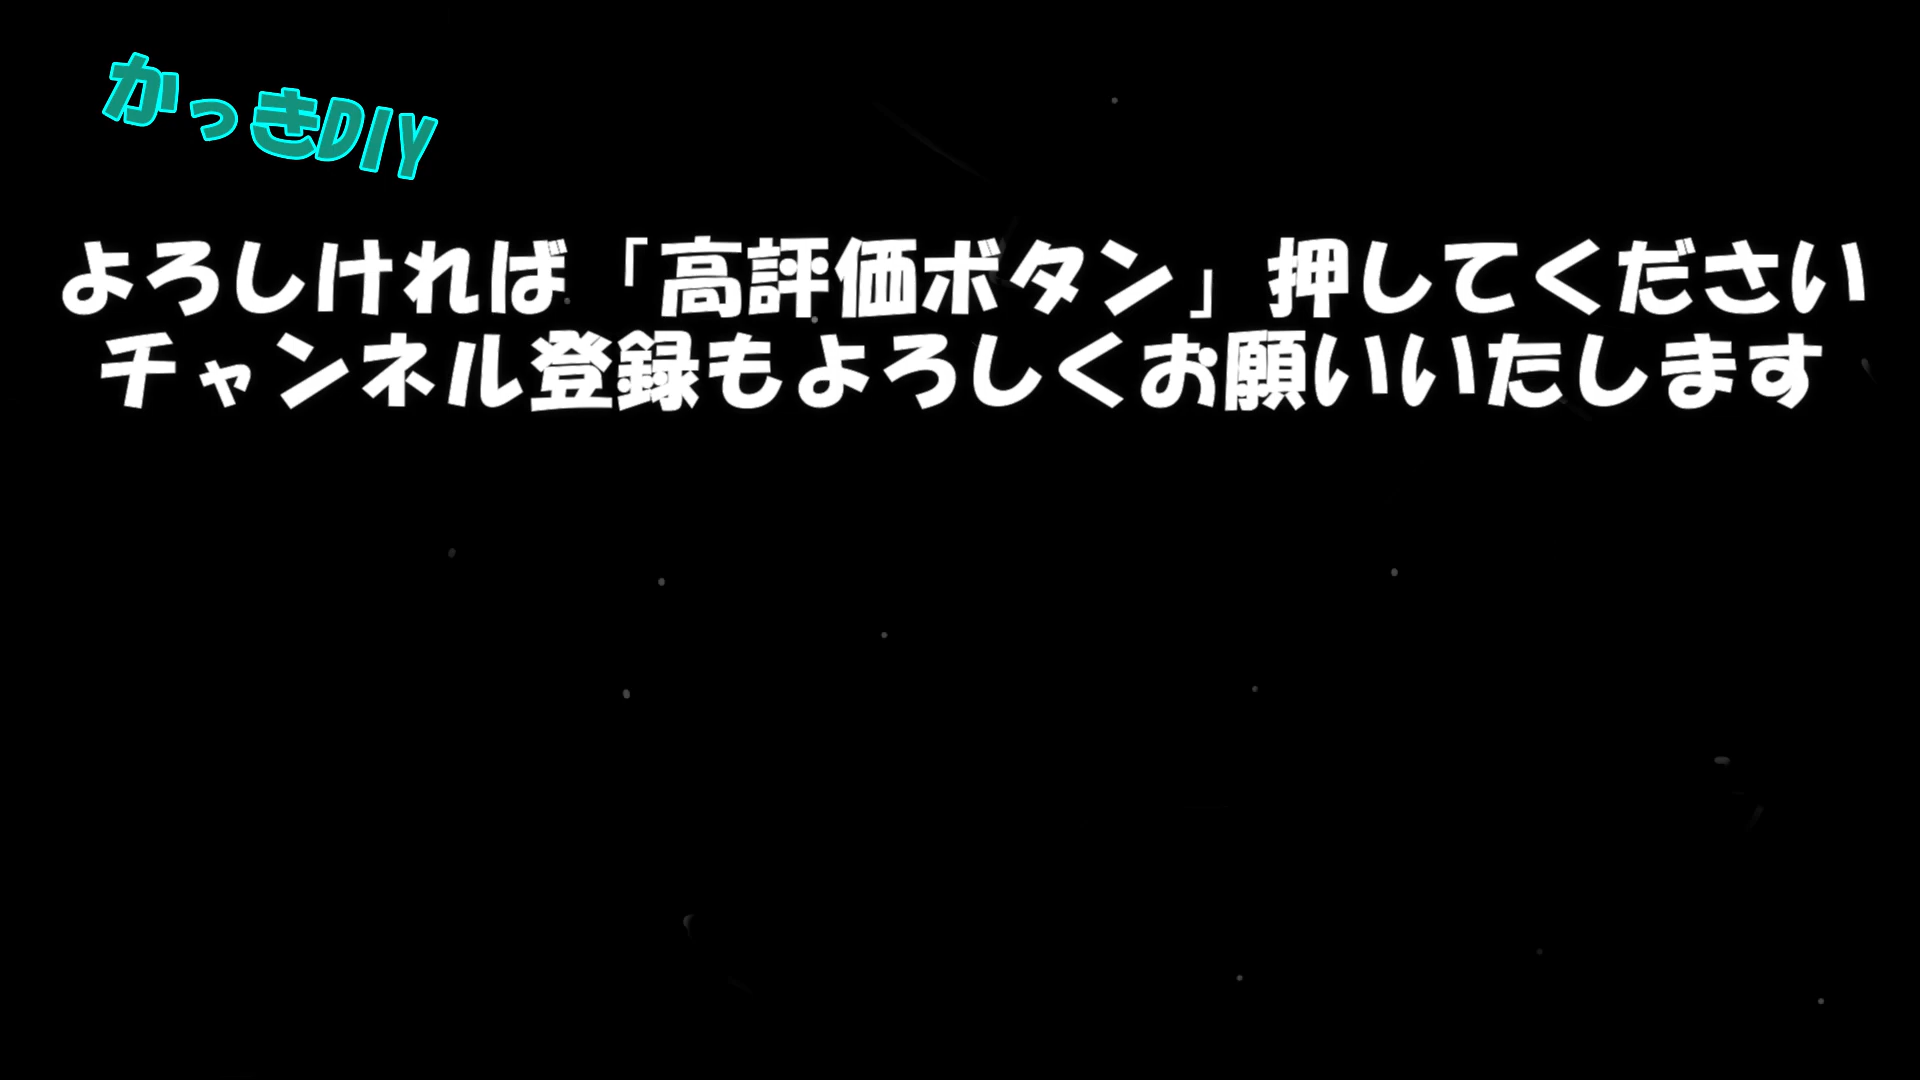 かっきDIY
よろしければ「高評価ボタン」押してください
チャンネル登録もよろしくお願いいたします